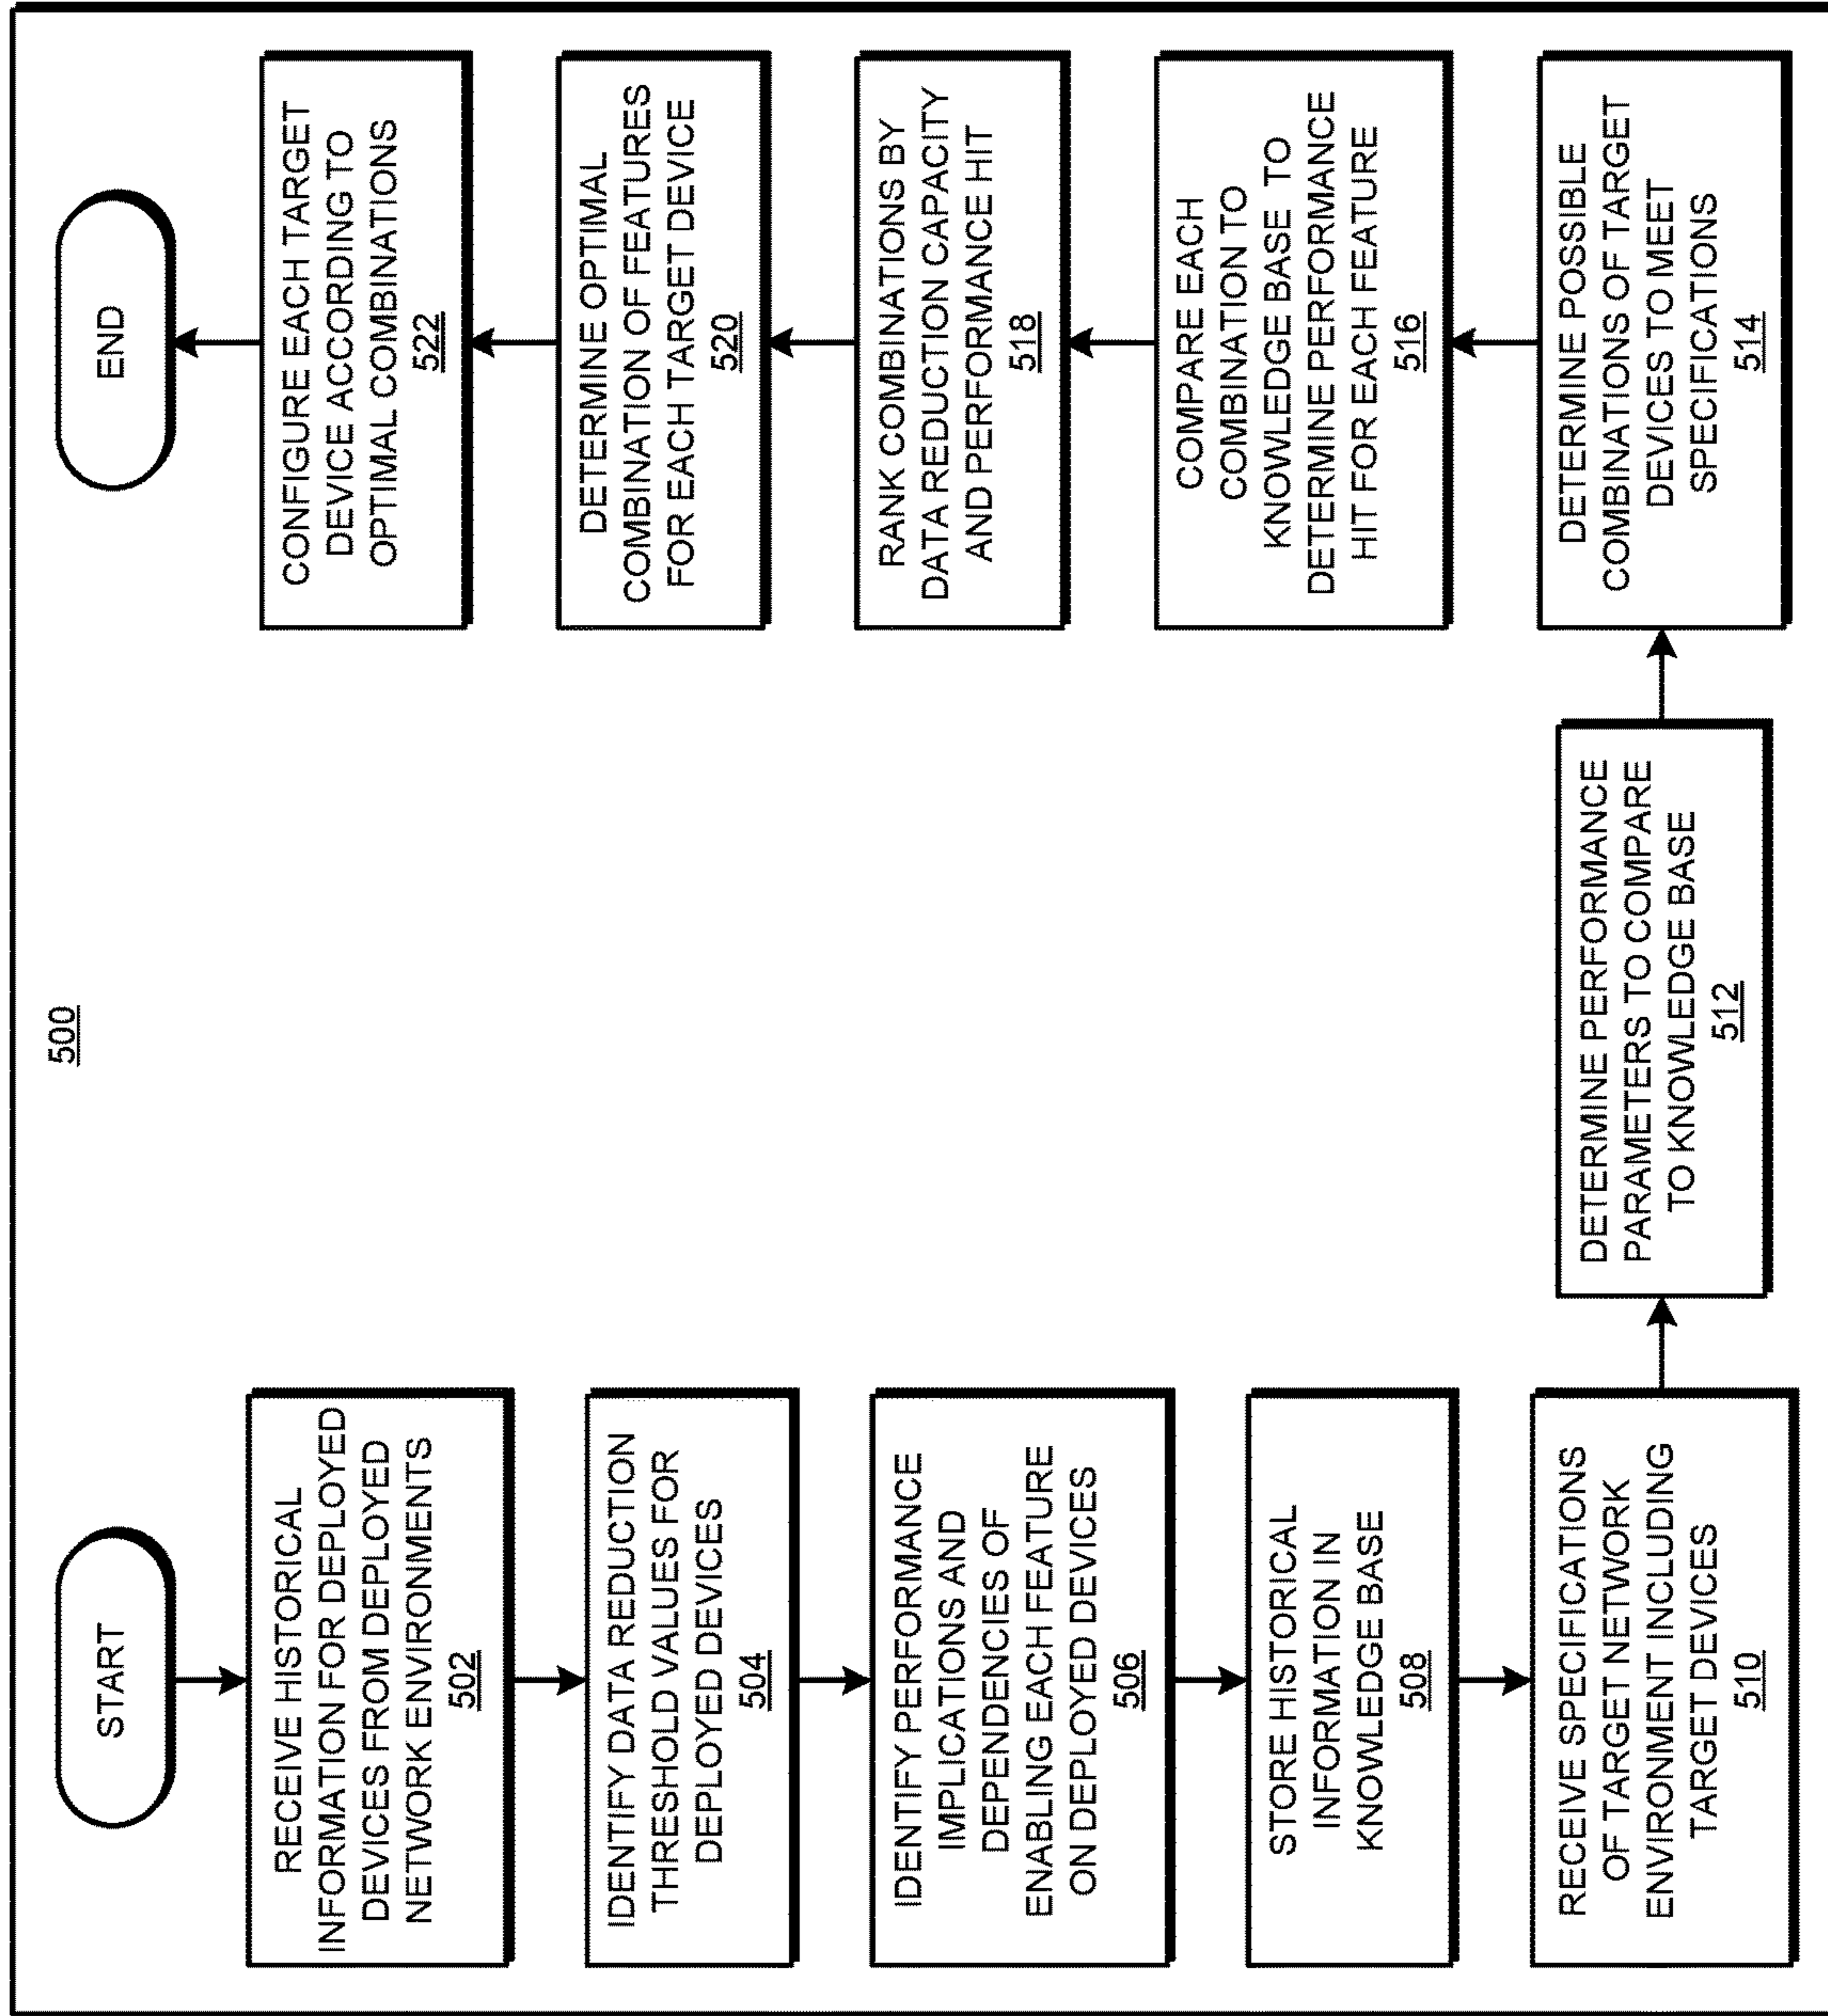 500
START
RECEIVE HISTORICAL
INFORMATION FOR DEPLOYED
DEVICES FROM DEPLOYED
NETWORK ENVIRONMENTS
502
IDENTIFY DATA REDUCTION
THRESHOLD VALUES FOR
DEPLOYED DEVICES
504
IDENTIFY PERFORMANCE
IMPLICATIONS AND
DEPENDENCIES OF
ENABLING EACH FEATURE
ON DEPLOYED DEVICES
506
STORE HISTORICAL
INFORMATION IN
KNOWLEDGE BASE
508
RECEIVE SPECIFICATIONS
OF TARGET NETWORK
ENVIRONMENT INCLUDING
TARGET DEVICES
510
DETERMINE PERFORMANCE
PARAMETERS TO COMPARE
TO KNOWLEDGE BASE
512
DETERMINE POSSIBLE
COMBINATIONS OF TARGET
DEVICES TO MEET
SPECIFICATIONS
514
COMPARE EACH
COMBINATION TO
KNOWLEDGE BASE TO
DETERMINE PERFORMANCE
HIT FOR EACH FEATURE
516
RANK COMBINATIONS BY
DATA REDUCTION CAPACITY
AND PERFORMANCE HIT
518
DETERMINE OPTIMAL
COMBINATION OF FEATURES
FOR EACH TARGET DEVICE
520
CONFIGURE EACH TARGET
DEVICE ACCORDING TO
OPTIMAL COMBINATIONS
522
END